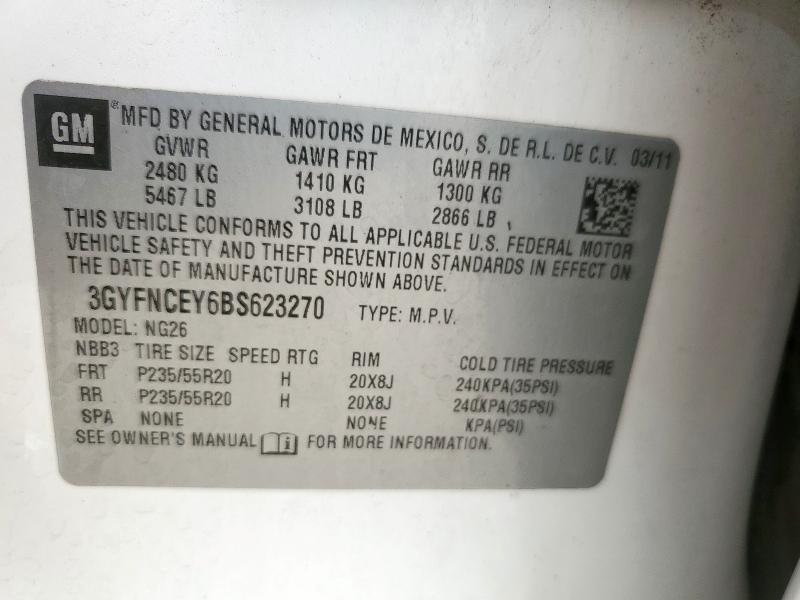 GM ® MFD BY GENERAL MOTORS DE MEXICO, S. DE R.L. DE C.V. 03/11
GVWR GAWR FRT GAWR RR
2480 KG 1410 KG 1300 KG
5467 LB 3108 LB 2866 LB
THIS VEHICLE CONFORMS TO ALL APPLICABLE U.S. FEDERAL MOTOR
VEHICLE SAFETY AND THEFT PREVENTION STANDARDS IN EFFECT ON
THE DATE OF MANUFACTURE SHOWN ABOVE.
3GYFNCEY6BS623270 TYPE: M.P.V.
MODEL: NG26
NBB3 TIRE SIZE SPEED RTG RIM COLD TIRE PRESSURE
FRT P235/55R20 H 20X8J 240KPA(35PSI)
RR P235/55R20 H 20X8J 240KPA(35PSI)
SPA NONE NONE KPA(PSI)
SEE OWNER'S MANUAL i FOR MORE INFORMATION.